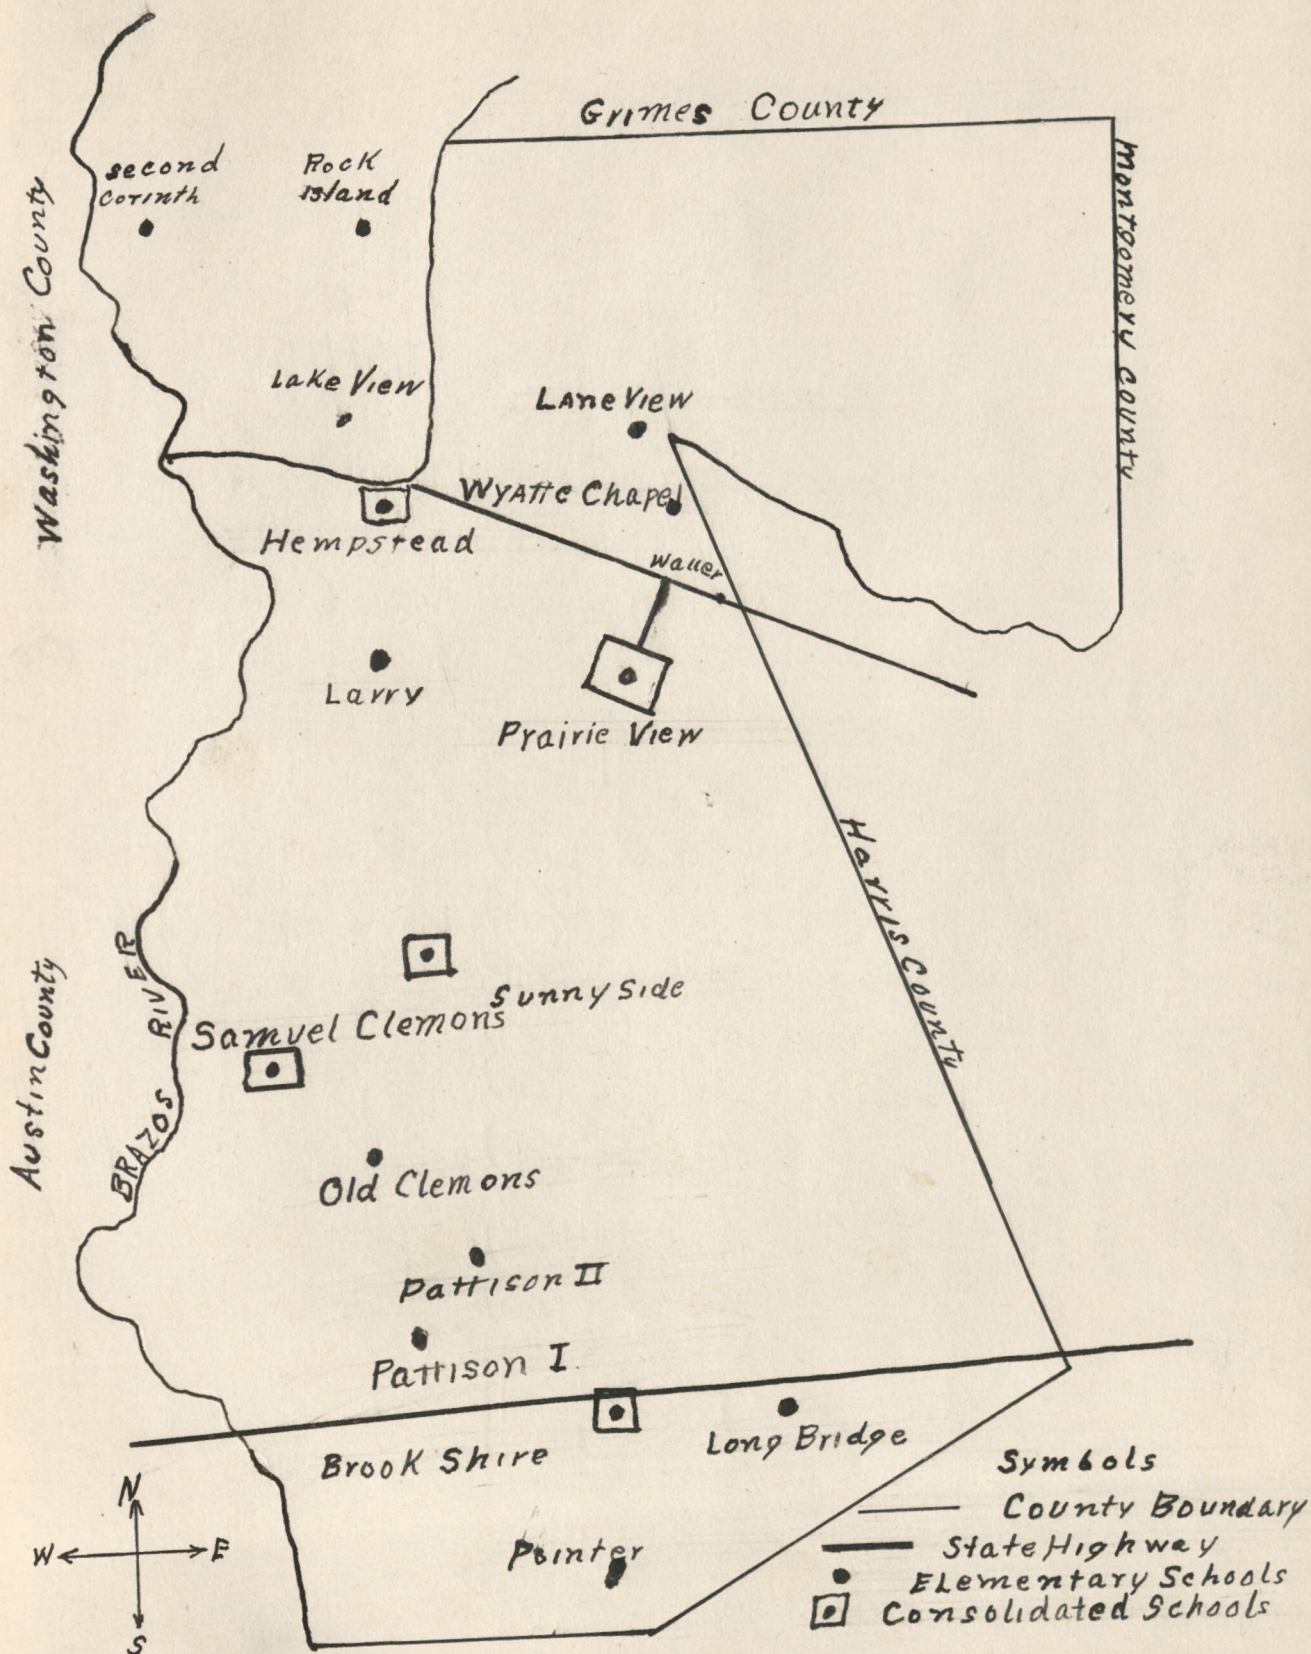 Grimes County
Montgomery County
Washington County
second
Corinth
Rock
Island
Lake View
Lane View
Wyatte Chapel
Hempstead
Waller
Larry
Prairie View
Harris County
Sunny Side
Samuel Clemons
Austin County
BRAZOS RIVER
Old Clemons
Pattison II
Pattison I
Brook Shire
Long Bridge
Pointer
N
W E
S
Symbols
County Boundary
State Highway
Elementary Schools
Consolidated Schools